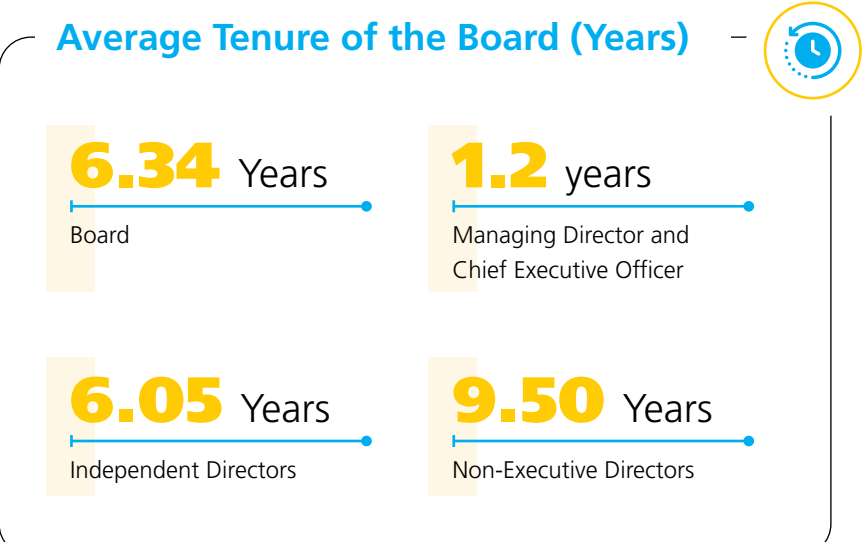 Average Tenure of the Board (Years)
6.34 Years
Board
1.2 years
Managing Director and
Chief Executive Officer
6.05 Years
Independent Directors
9.50 Years
Non-Executive Directors